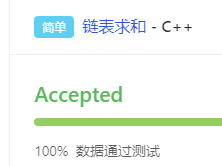 简单 链表求和 - C++
Accepted
100% 数据通过测试